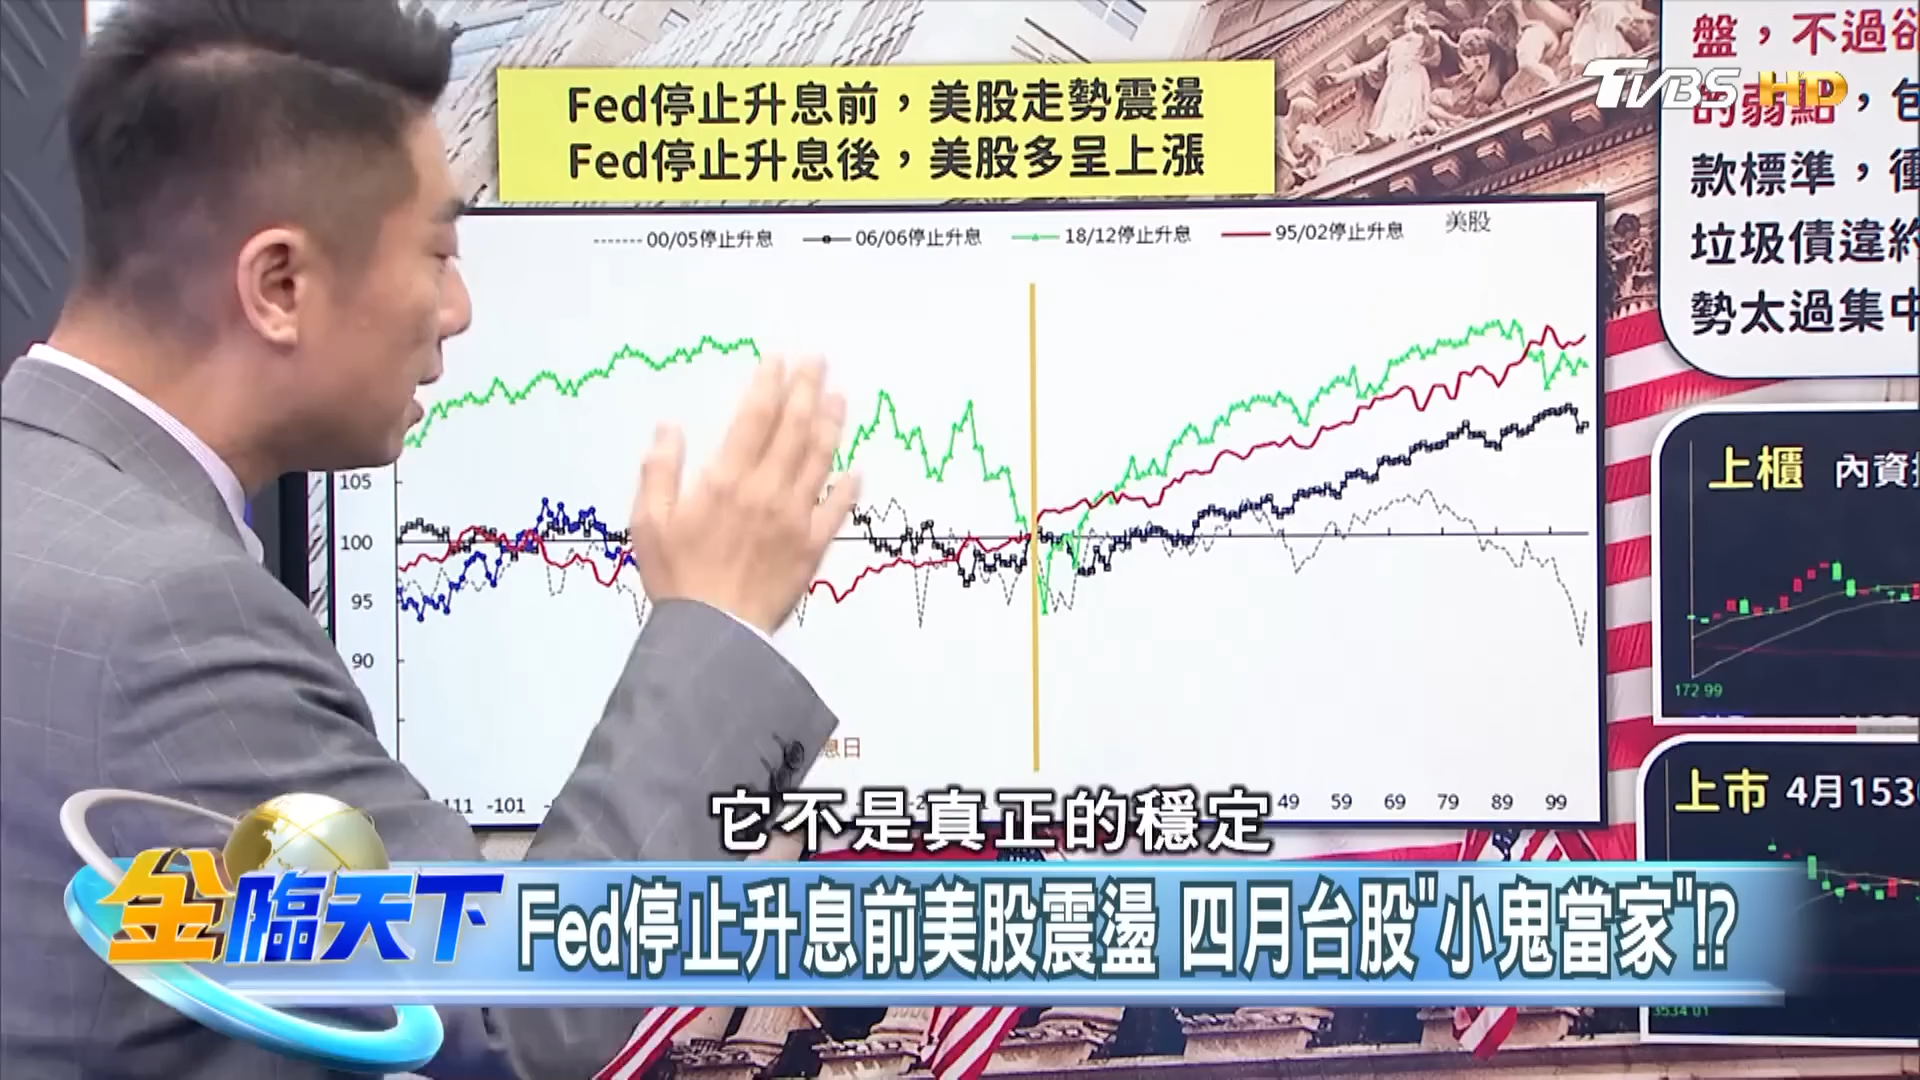 Fed停止升息前，美股走勢震盪
Fed停止升息後，美股多呈上漲
TVBS HD
盤，不過
的弱點，包
款標準，衝
垃圾債違約
勢太過集中
00/05停止升息 06/06停止升息 18/12停止升息 95/02停止升息 美股
105
100
95
90
息日
-101
49 59 69 79 89 99
上櫃 內資
172.99
上市 4月153
3534.01
它不是真正的穩定
金臨天下
Fed停止升息前美股震盪 四月台股"小鬼當家"!?